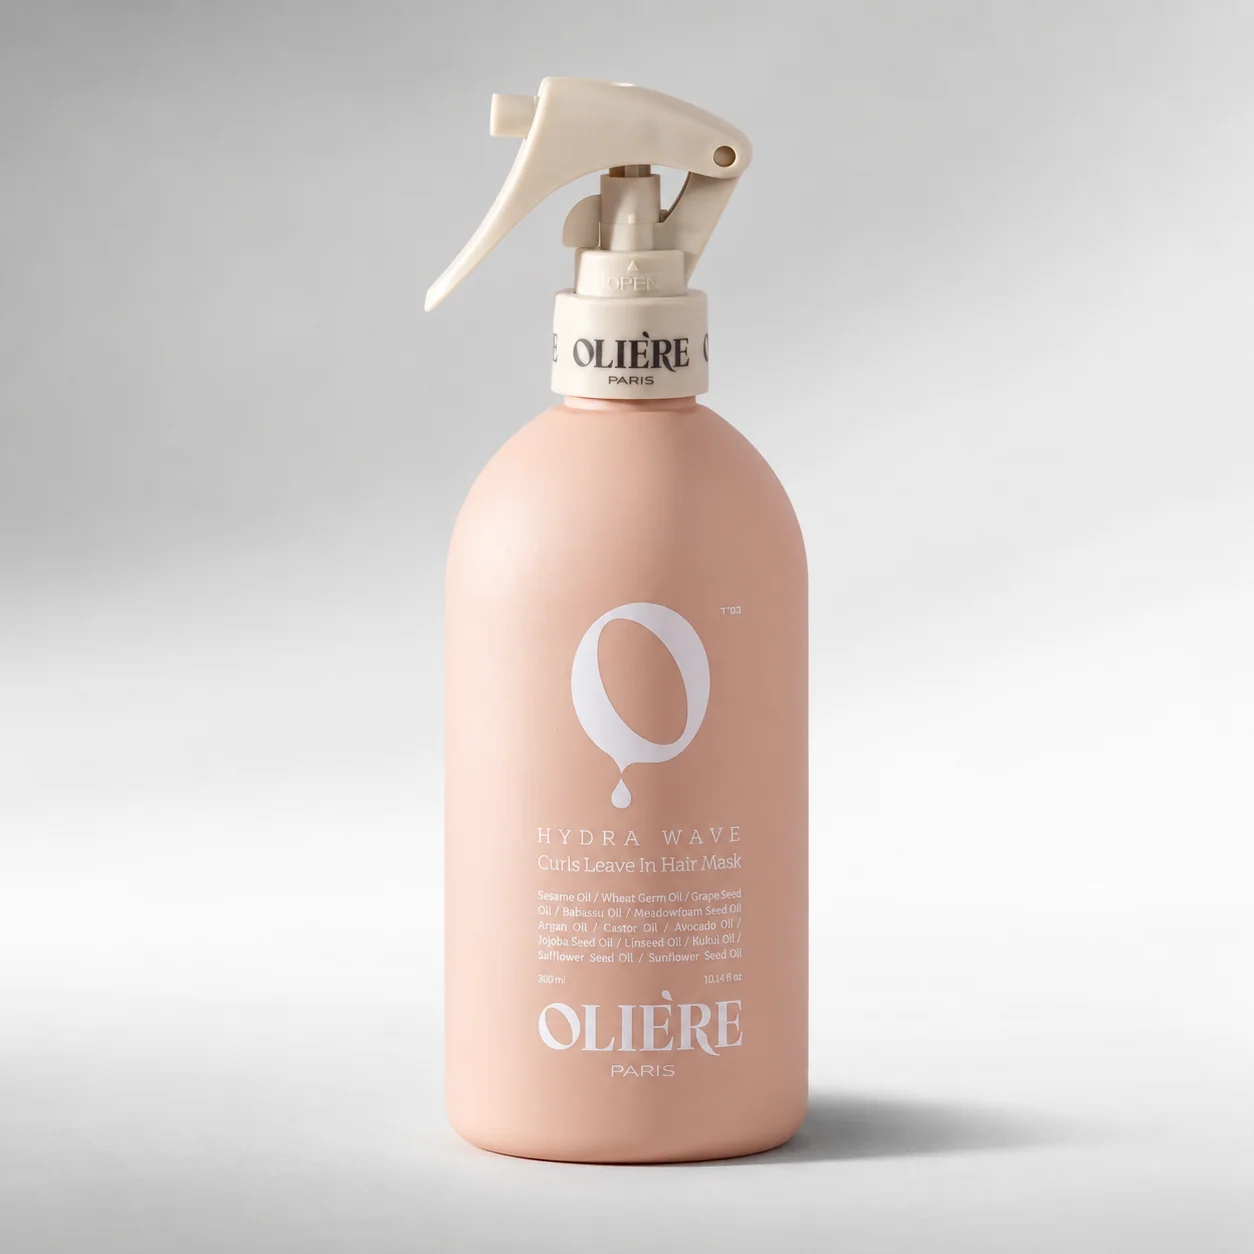 OPEN
OLIÈRE
PARIS
בס"ד
HYDRA WAVE
Curls Leave In Hair Mask
Sesame Oil / Wheat Germ Oil / Grape Seed
Oil / Babassu Oil / Meadowfoam Seed Oil
Argan Oil / Castor Oil / Avocado Oil /
Jojoba Seed Oil / Linseed Oil / Kukui Oil /
Safflower Seed Oil / Sunflower Seed Oil
300 ml 10.14 fl oz
OLIÈRE
PARIS